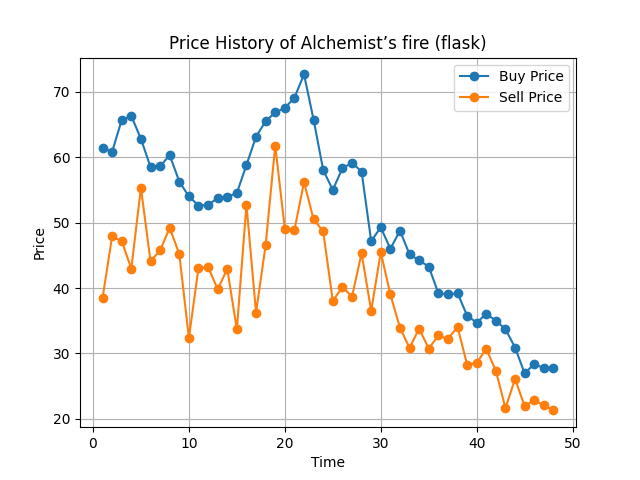 Price History of Alchemist’s fire (flask)
Buy Price
Sell Price
Price
70
60
50
40
30
20
0 10 20 30 40 50
Time